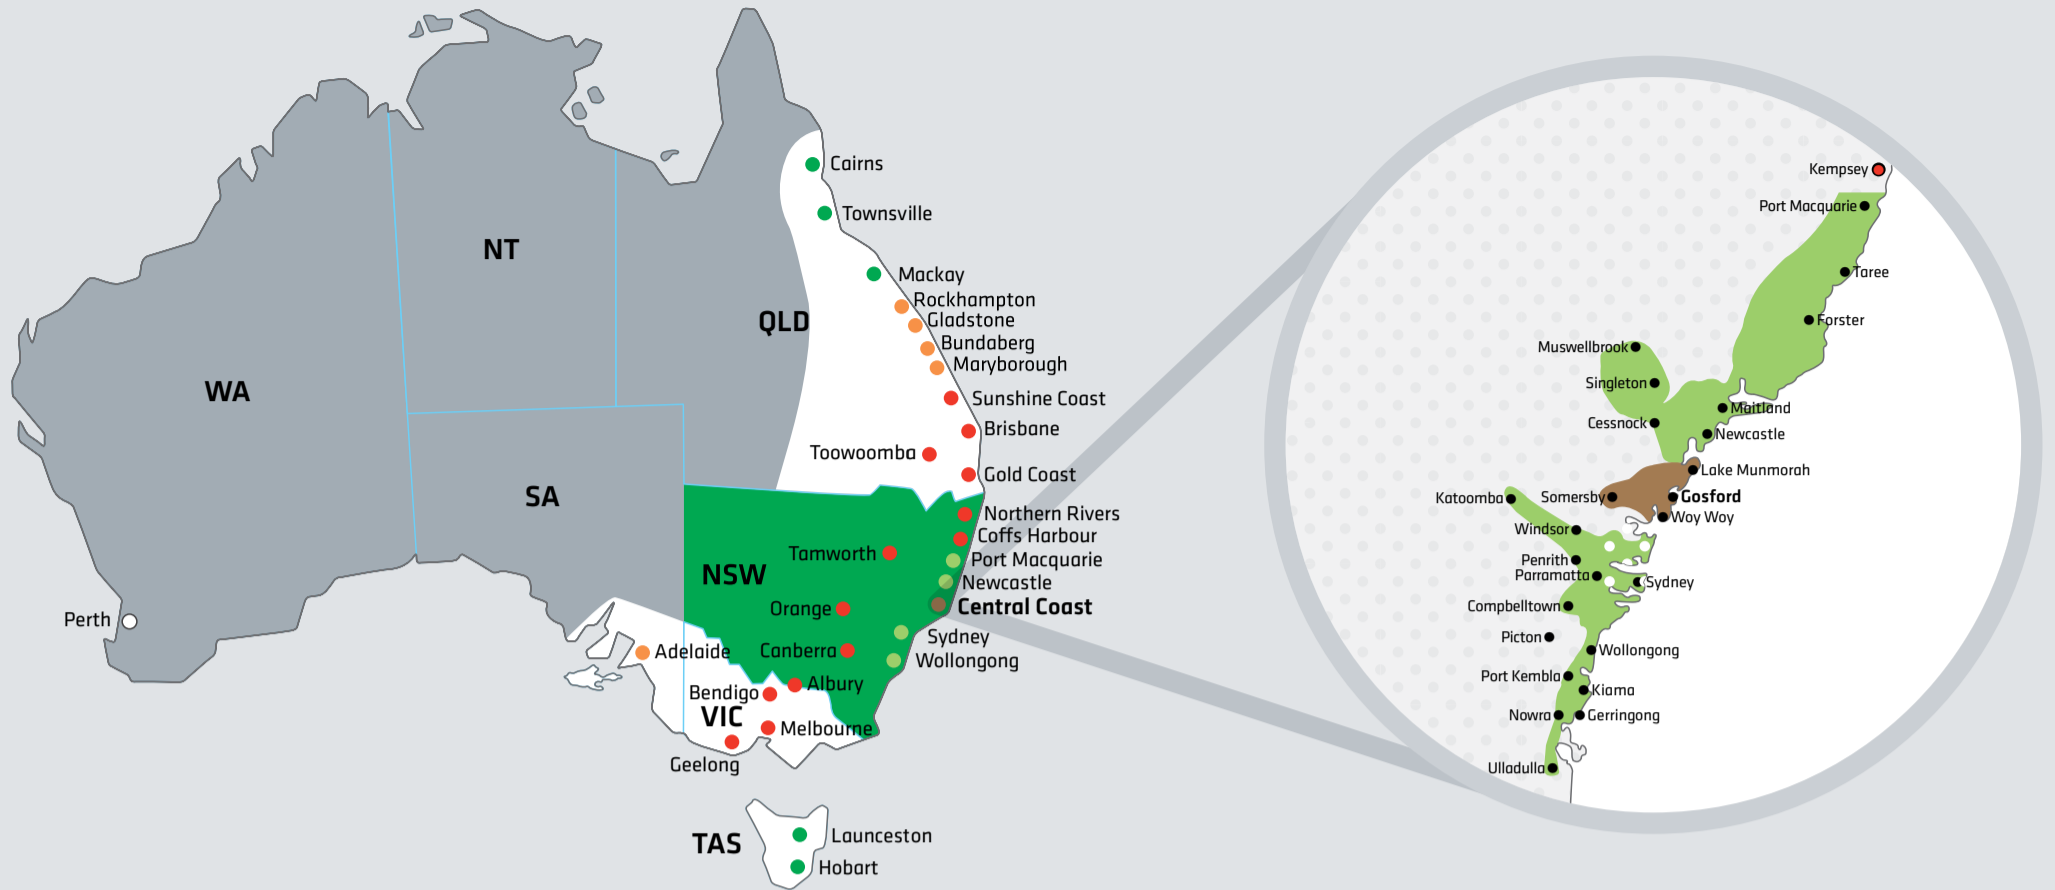 Cairns
Townsville
Mackay
Rockhampton
Gladstone
Bundaberg
Maryborough
Sunshine Coast
Brisbane
Toowoomba
Gold Coast
Northern Rivers
Coffs Harbour
Tamworth
Port Macquarie
Newcastle
Central Coast
Orange
Sydney
Canberra
Wollongong
Adelaide
Albury
Bendigo
Melbourne
Geelong
Launceston
Hobart
Perth
WA
NT
QLD
SA
NSW
VIC
TAS
Kempsey
Port Macquarie
Taree
Forster
Muswellbrook
Singleton
Maitland
Cessnock
Newcastle
Lake Munmorah
Katoomba
Somersby
Gosford
Woy Woy
Windsor
Penrith
Parramatta
Sydney
Compbelltown
Picton
Wollongong
Port Kembla
Kiama
Nowra
Gerringong
Ulladulla